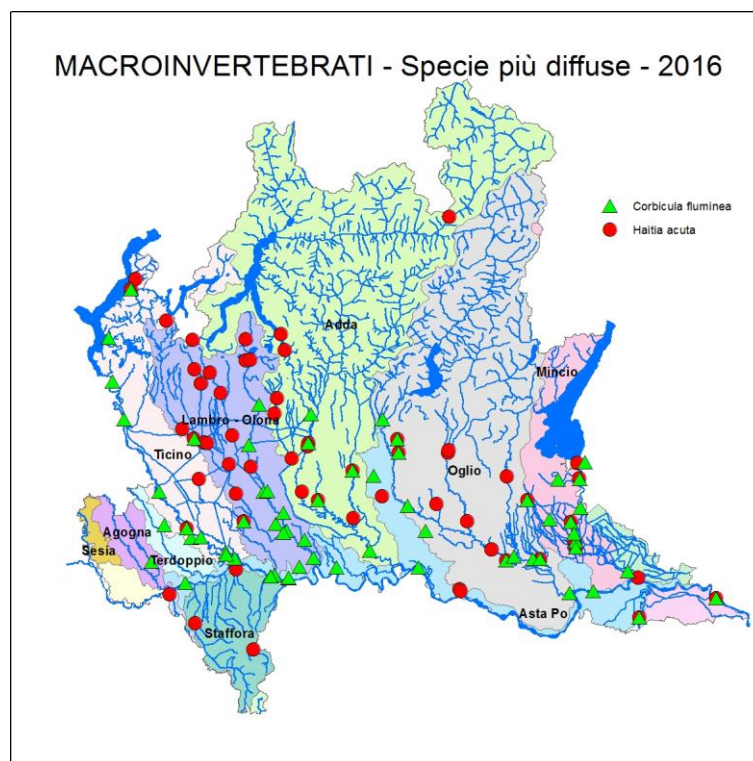 MACROINVERTEBRATI - Specie più diffuse - 2016
Corbicula fluminea
Haitia acuta
Adda
Mincio
Lambro - Olona
Ticino
Oglio
Agogna
Sesia
Terdoppio
Asta Po
Staffora